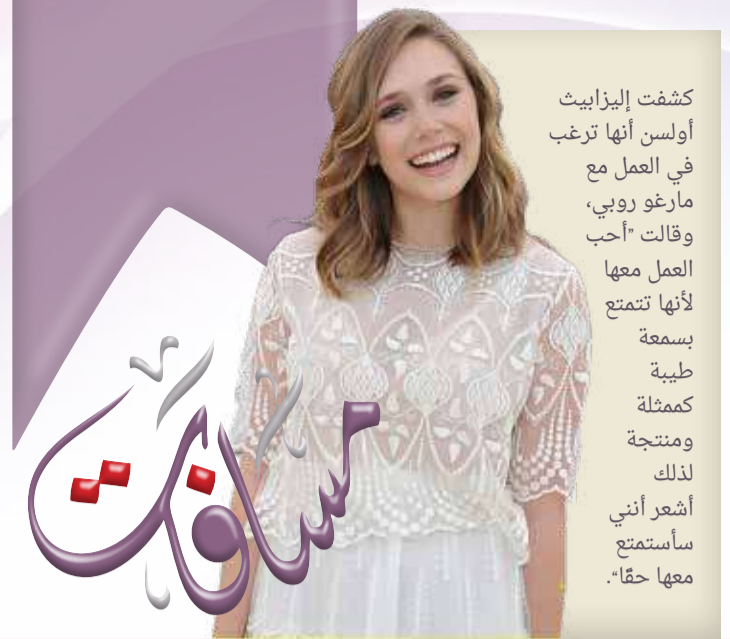 كشفت إليزابيث
أولسن أنها ترغب
في العمل مع
مارغو روبي،
وقالت ”أحب
العمل معها
لأنها تتمتع
بسمعة
طيبة
كممثلة
ومنتجة
لذلك
أشعر أنني
سأستمتع
معها حقًا“.
مسافات